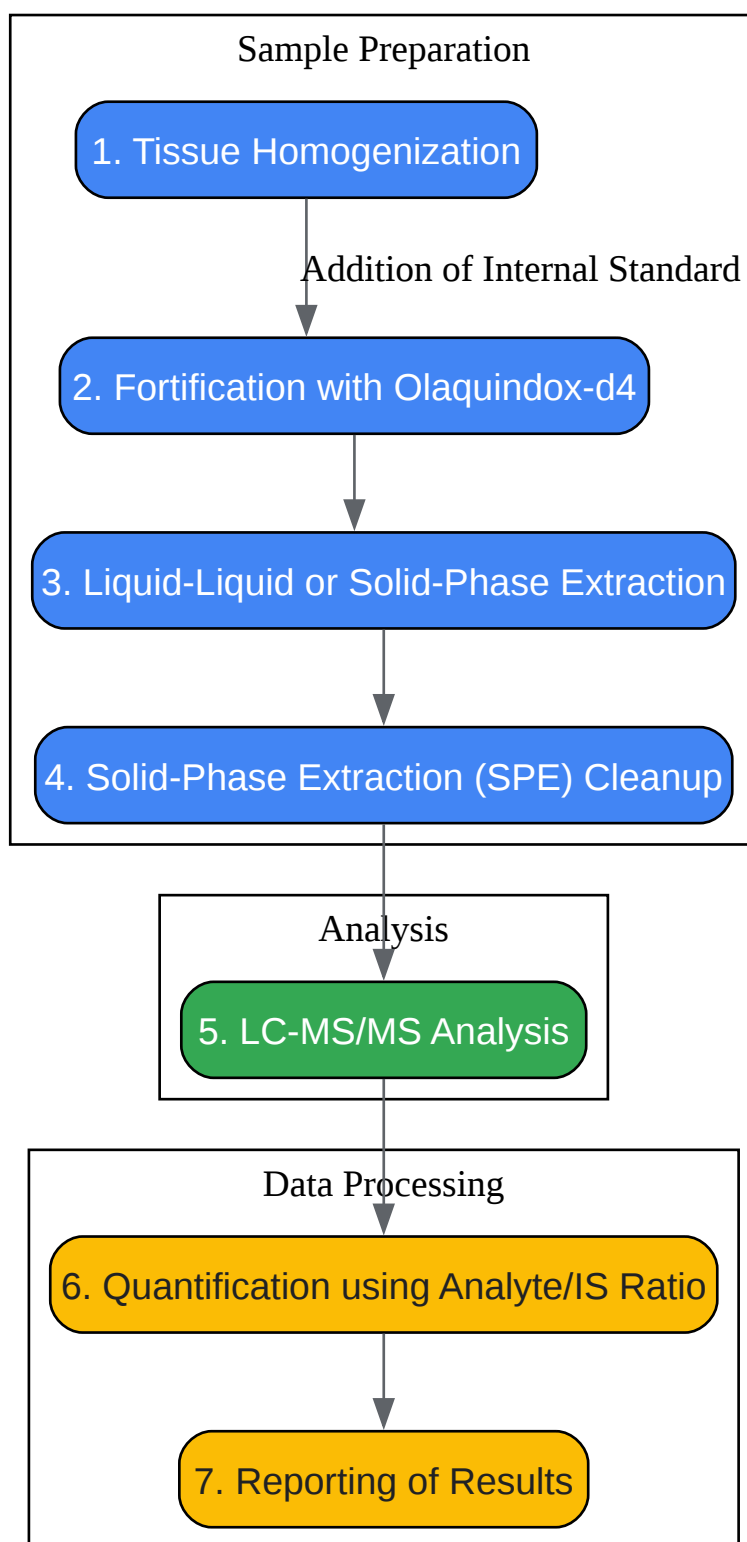 Sample Preparation
1. Tissue Homogenization
Addition of Internal Standard
2. Fortification with Olaquindox-d4
3. Liquid-Liquid or Solid-Phase Extraction
4. Solid-Phase Extraction (SPE) Cleanup
Analysis
5. LC-MS/MS Analysis
Data Processing
6. Quantification using Analyte/IS Ratio
7. Reporting of Results